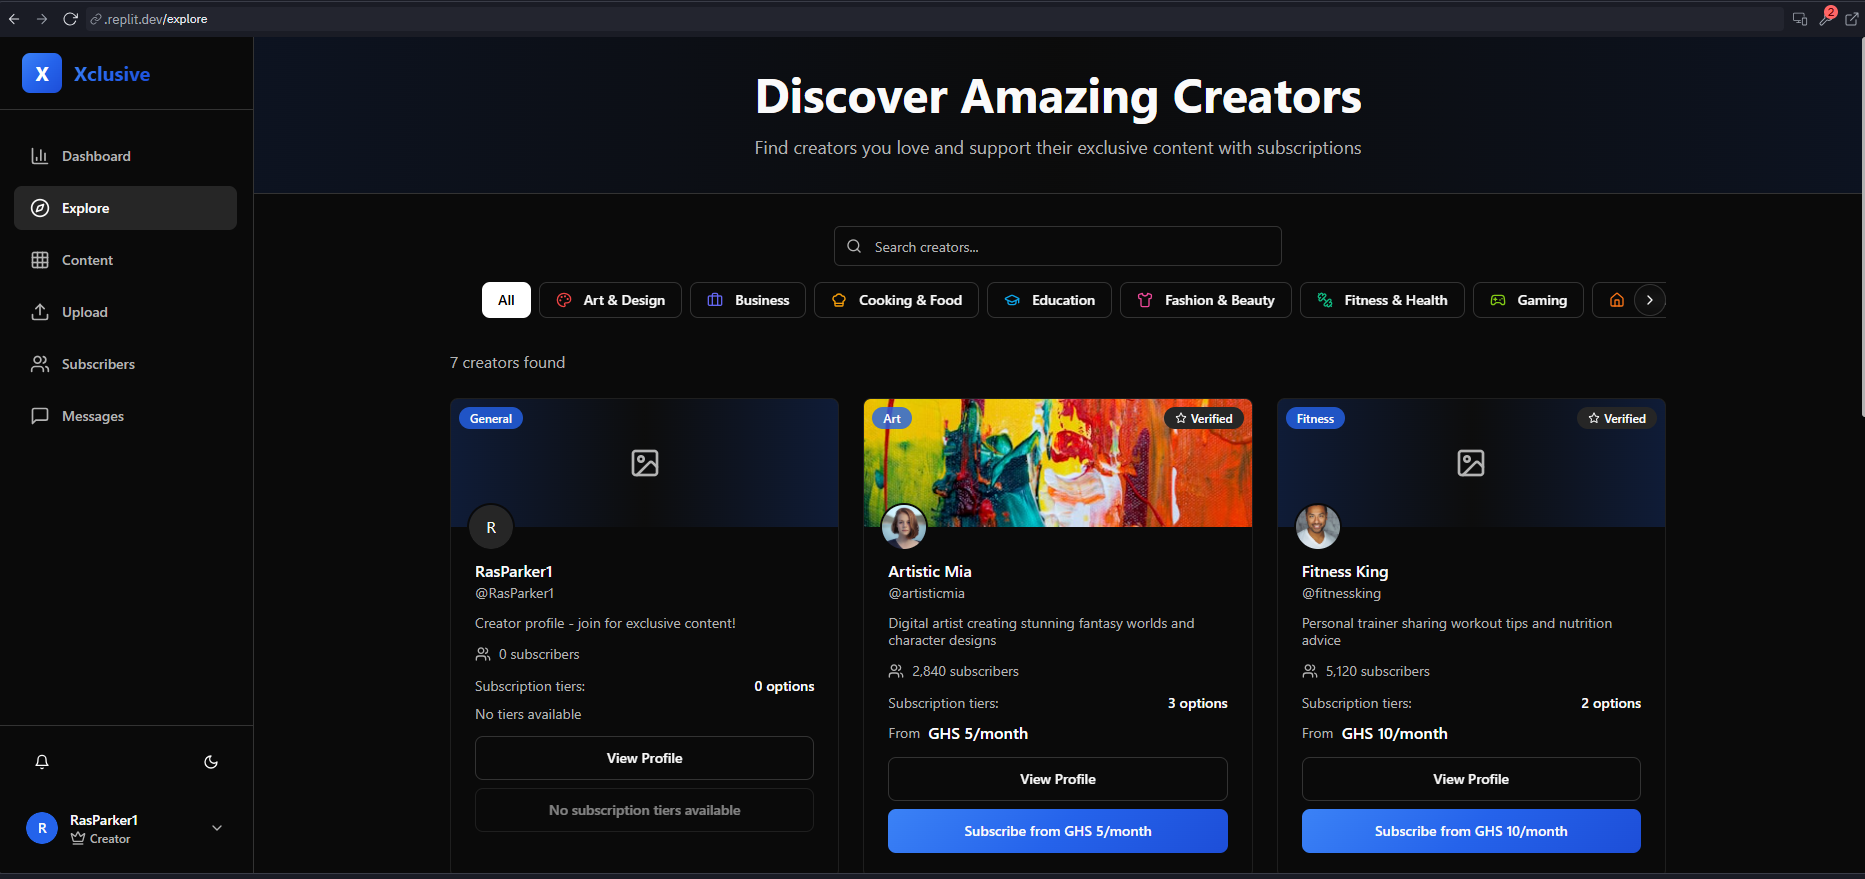 .replit.dev/explore
2
X
Xclusive
Dashboard
Explore
Content
Upload
Subscribers
Messages
R
RasParker1
Creator
Discover Amazing Creators
Find creators you love and support their exclusive content with subscriptions
Search creators...
All
Art & Design
Business
Cooking & Food
Education
Fashion & Beauty
Fitness & Health
Gaming
7 creators found
General
R
RasParker1
@RasParker1
Creator profile - join for exclusive content!
0 subscribers
Subscription tiers: 0 options
No tiers available
View Profile
No subscription tiers available
Art
Verified
Artistic Mia
@artisticmia
Digital artist creating stunning fantasy worlds and
character designs
2,840 subscribers
Subscription tiers: 3 options
From GHS 5/month
View Profile
Subscribe from GHS 5/month
Fitness
Verified
Fitness King
@fitnessking
Personal trainer sharing workout tips and nutrition
advice
5,120 subscribers
Subscription tiers: 2 options
From GHS 10/month
View Profile
Subscribe from GHS 10/month